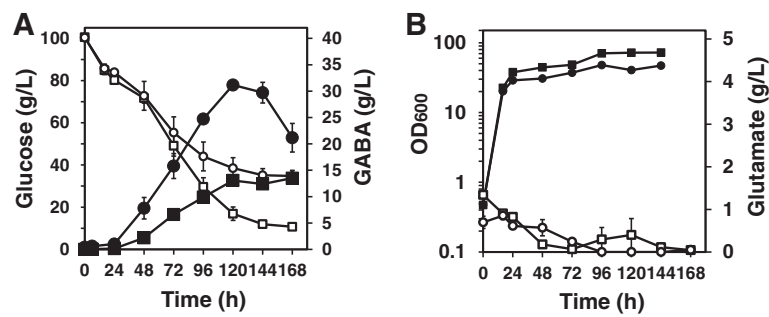 A
B
Glucose (g/L)
100
80
60
40
20
0
GABA (g/L)
40
35
30
25
20
15
10
5
0
0 24 48 72 96 120 144 168
Time (h)
OD600
100
10
1
0.1
Glutamate (g/L)
5
4
3
2
1
0
0 24 48 72 96 120 144 168
Time (h)